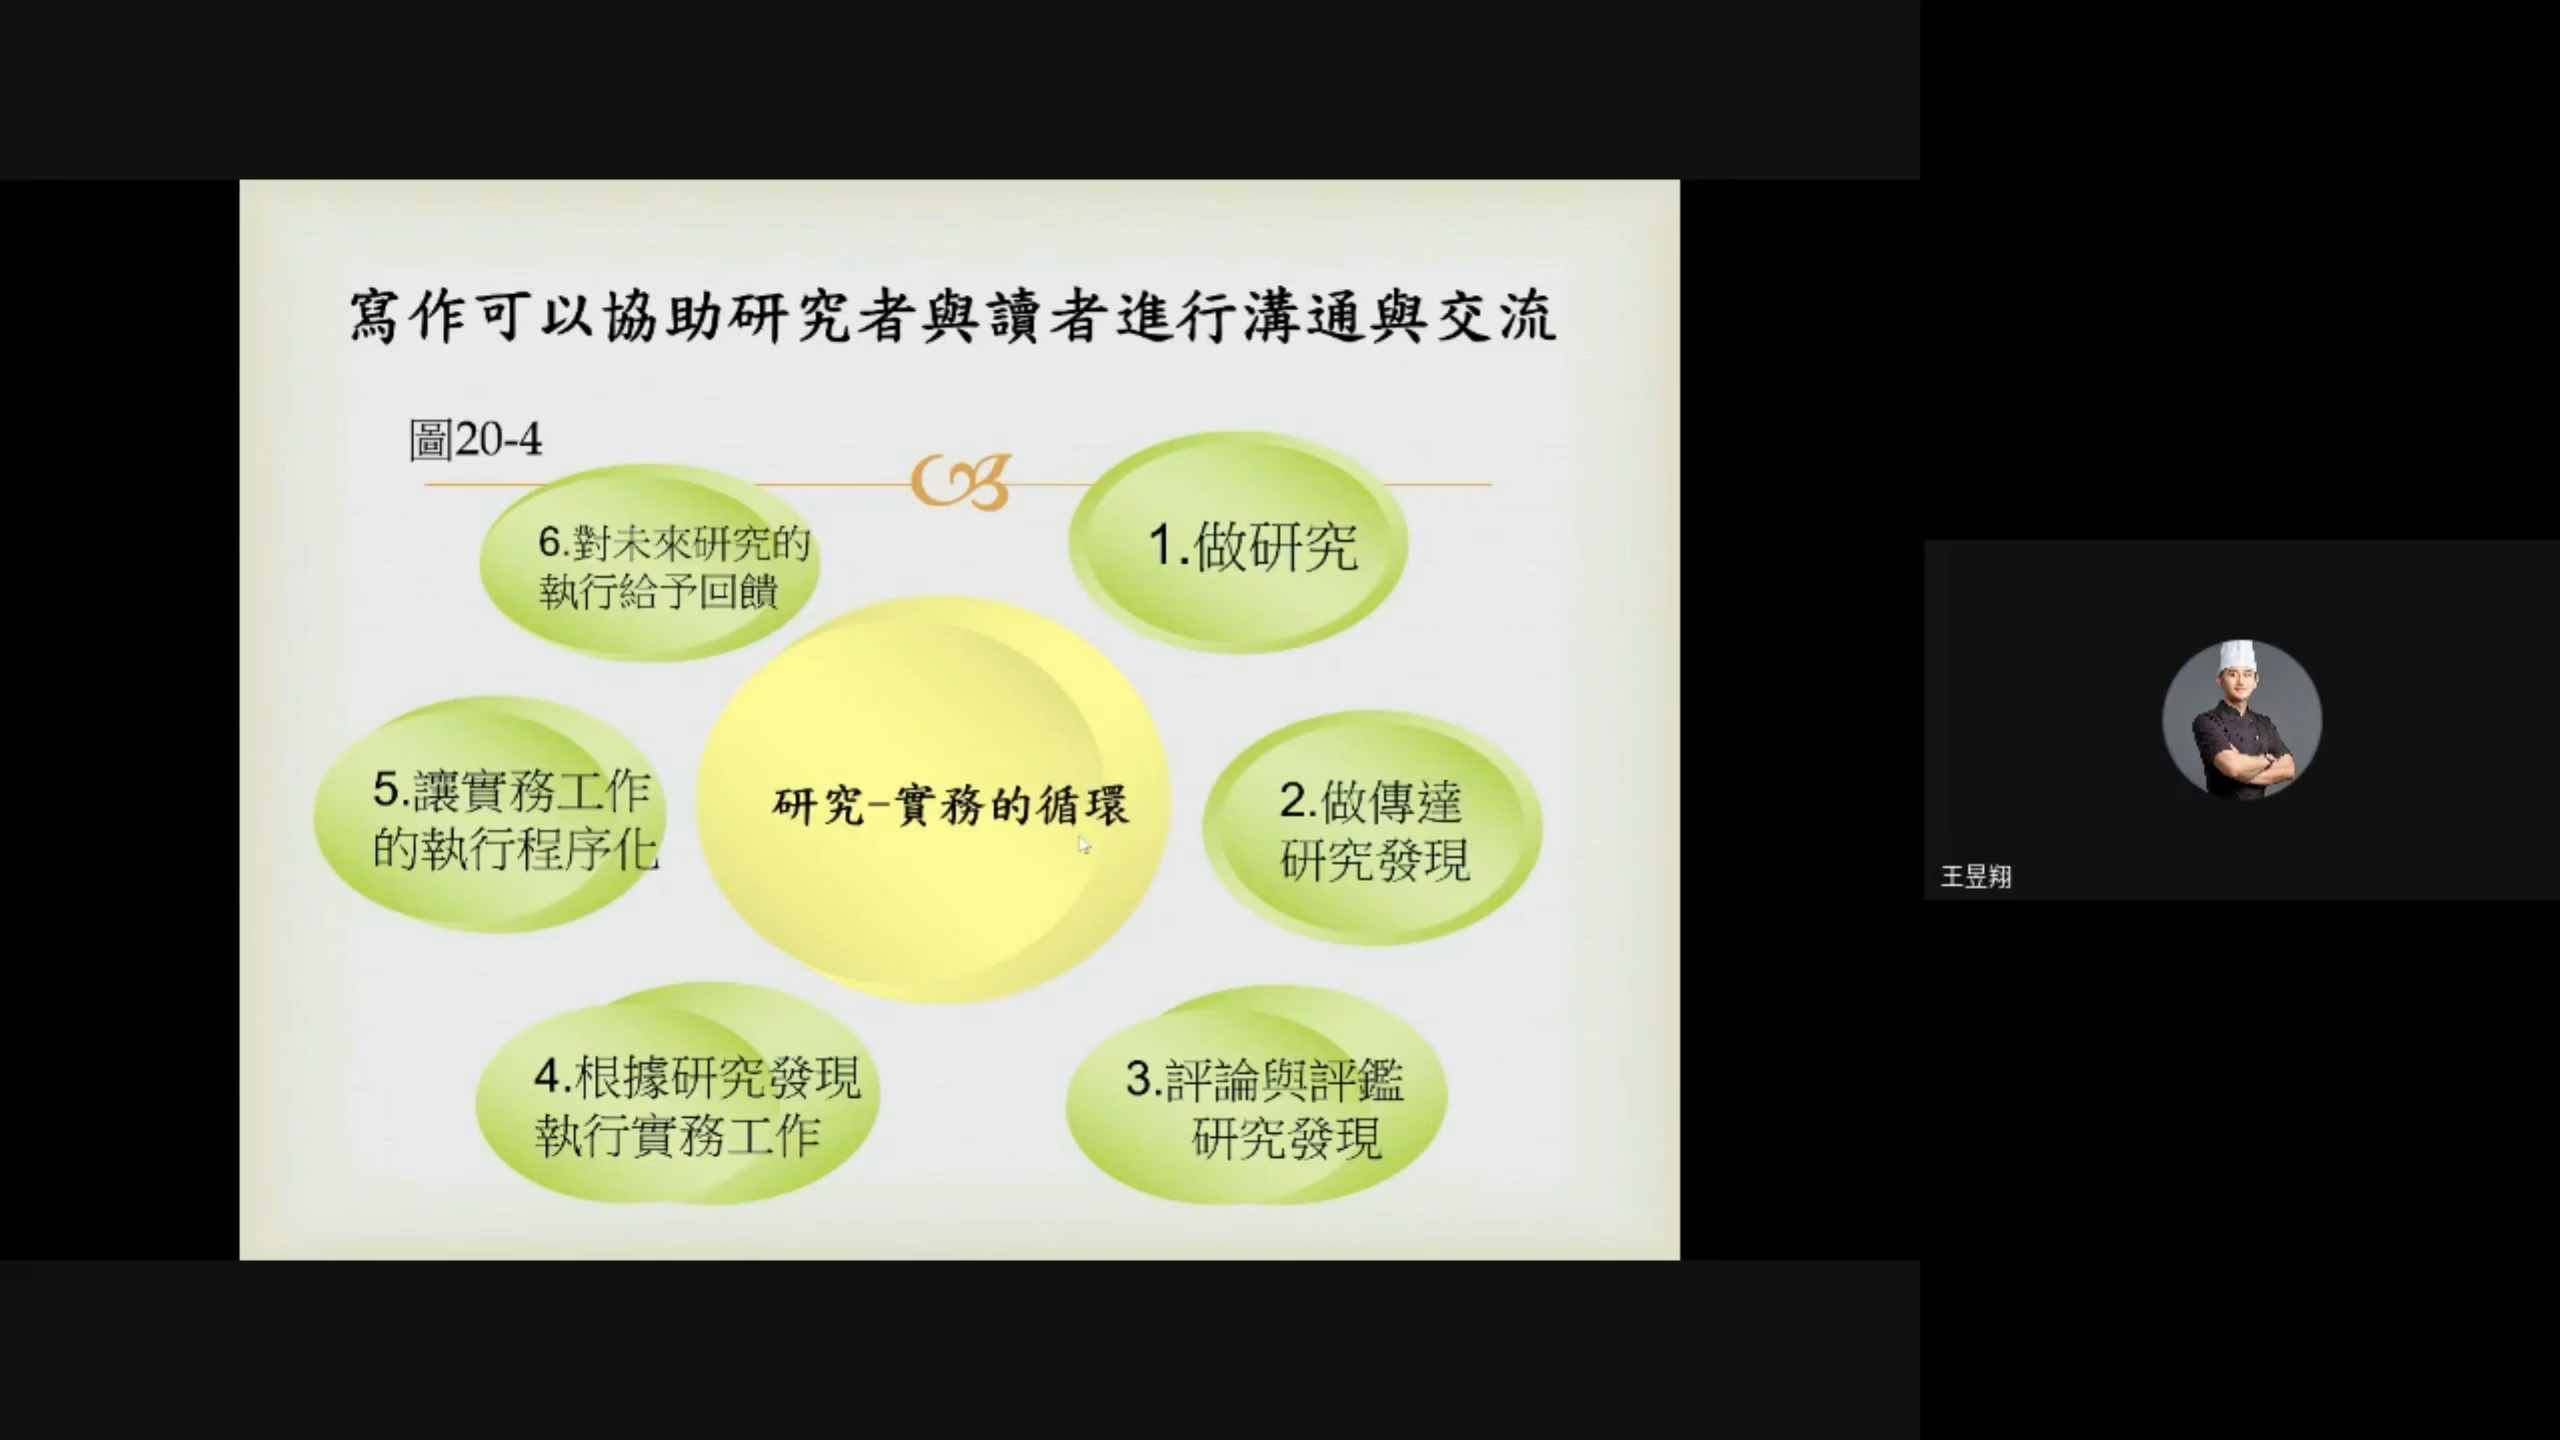 寫作可以協助研究者與讀者進行溝通與交流
圖20-4
1.做研究
2.做傳達
研究發現
3.評論與評鑑
研究發現
4.根據研究發現
執行實務工作
5.讓實務工作
的執行程序化
6.對未來研究的
執行給予回饋
研究–實務的循環
王昱翔